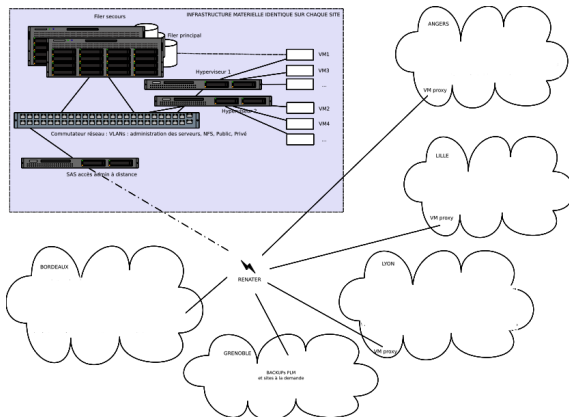 Filer secours
INFRASTRUCTURE MATERIELLE IDENTIQUE SUR CHAQUE SITE
Filer principal
VM1
Hyperviseur 1
VM3
...
Hyperviseur 2
VM2
Commutateur réseau : VLANs : administration des serveurs, NFS, Public, Privé
VM4
...
SAS accès admin à distance
ANGERS
VM proxy
LILLE
VM proxy
BORDEAUX
RENATER
LYON
VM proxy
GRENOBLE
BACKUPs PLM
et sites à la demande